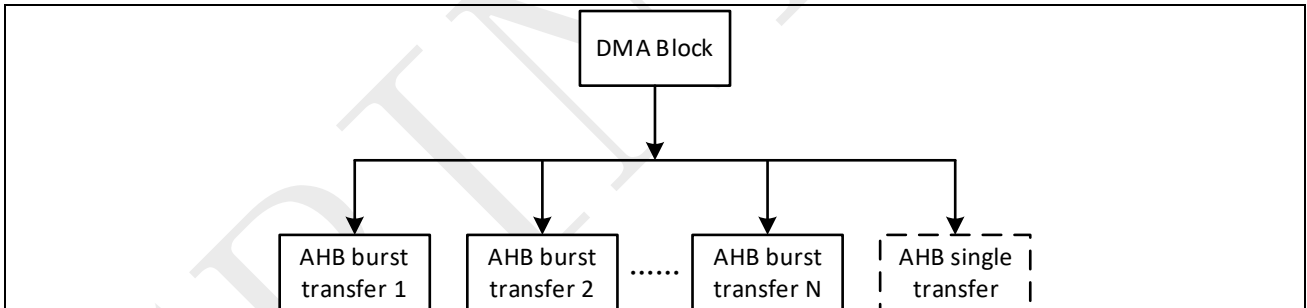 DMA Block
AHB burst
transfer 1
AHB burst
transfer 2
......
AHB burst
transfer N
AHB single
transfer